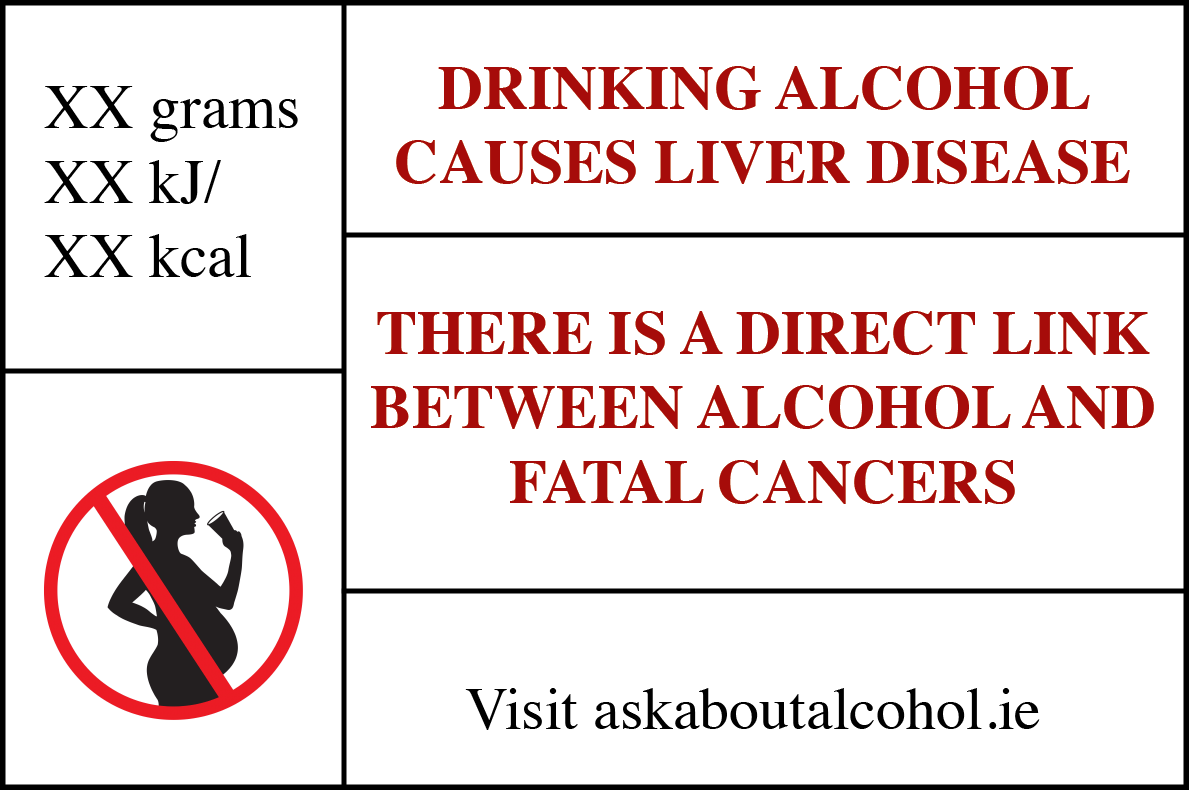 XX grams
XX kJ/
XX kcal
DRINKING ALCOHOL
CAUSES LIVER DISEASE
THERE IS A DIRECT LINK
BETWEEN ALCOHOL AND
FATAL CANCERS
Visit askaboutalcohol.ie